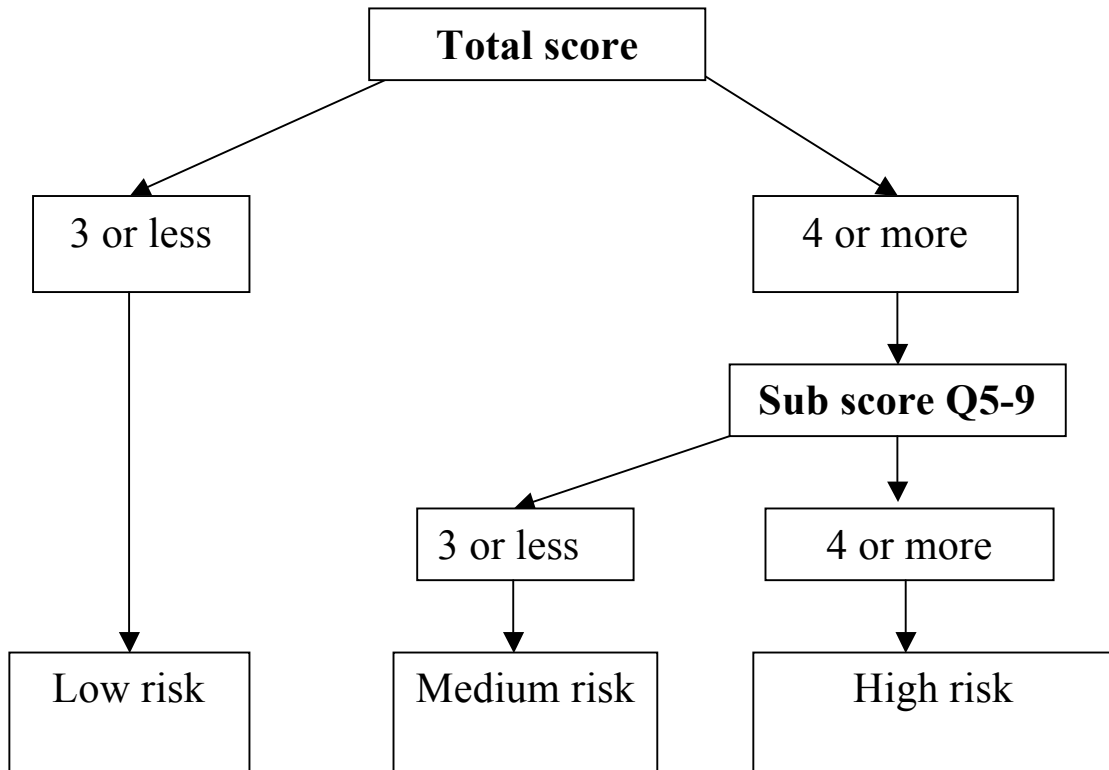 Total score
3 or less
4 or more
Sub score Q5-9
3 or less
4 or more
Low risk
Medium risk
High risk